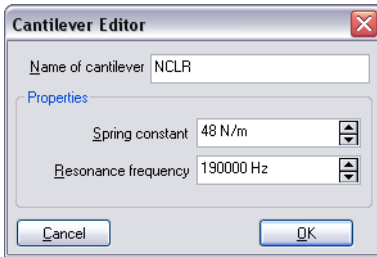 Cantilever Editor
Name of cantilever NCLR
Properties
Spring constant 48 N/m
Resonance frequency 190000 Hz
Cancel OK